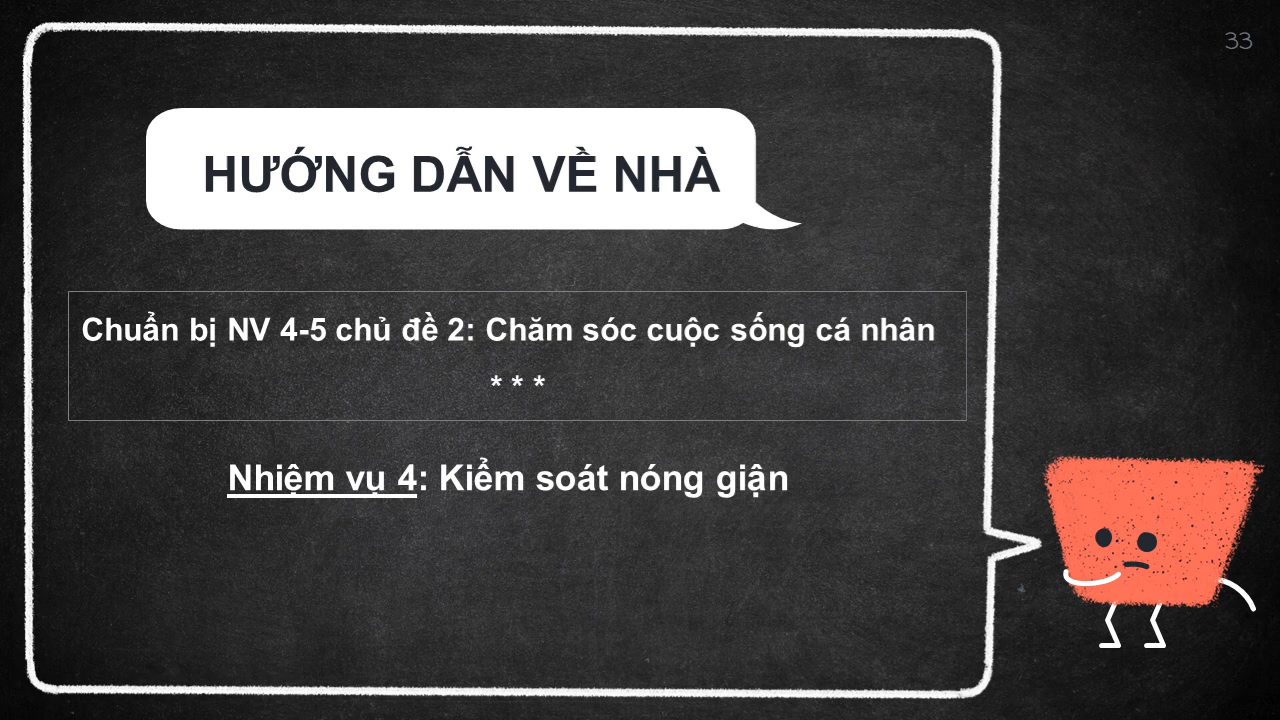 33
HƯỚNG DẪN VỀ NHÀ
Chuẩn bị NV 4-5 chủ đề 2: Chăm sóc cuộc sống cá nhân
* * *
Nhiệm vụ 4: Kiểm soát nóng giận